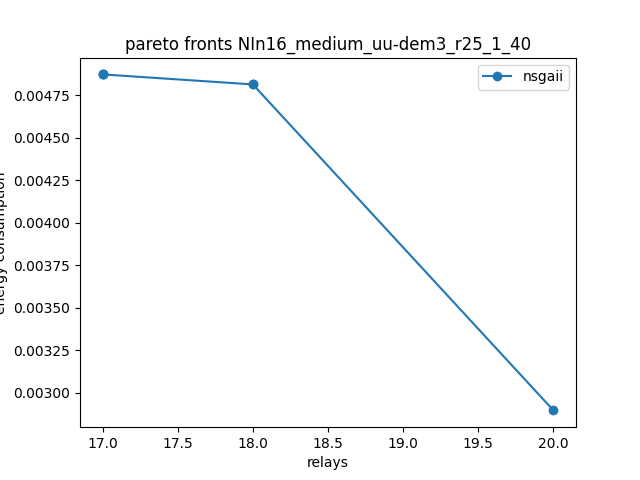 pareto fronts NIn16_medium_uu-dem3_r25_1_40
nsgaii
0.00475
0.00450
0.00425
0.00400
0.00375
0.00350
0.00325
0.00300
energy consumption
17.0 17.5 18.0 18.5 19.0 19.5 20.0
relays